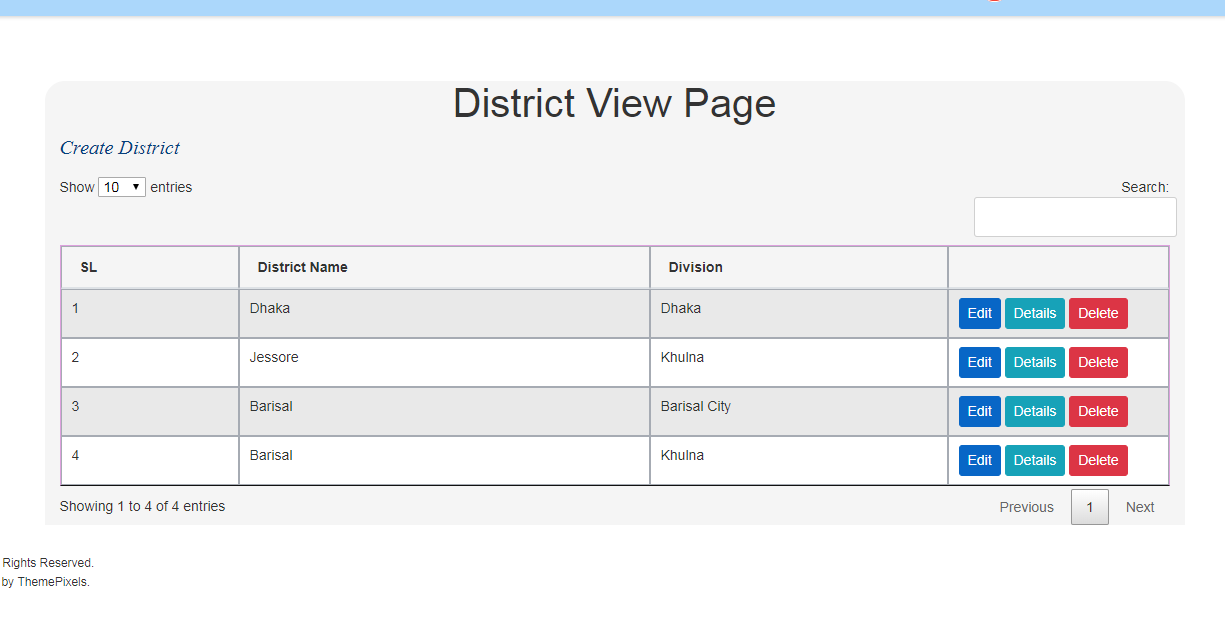 District View Page
Create District
Show 10 entries
Search:
SL District Name Division
1 Dhaka Dhaka Edit Details Delete
2 Jessore Khulna Edit Details Delete
3 Barisal Barisal City Edit Details Delete
4 Barisal Khulna Edit Details Delete
Showing 1 to 4 of 4 entries Previous 1 Next
Rights Reserved.
by ThemePixels.